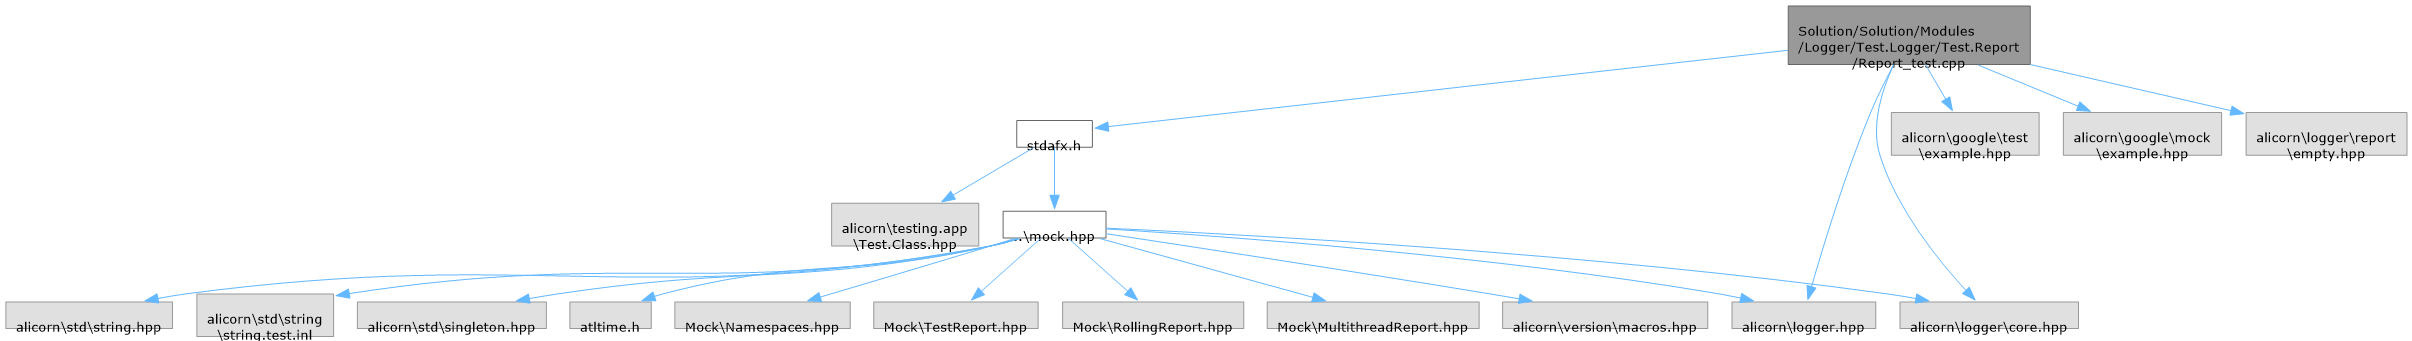 Solution/Solution/Modules
/Logger/Test.Logger/Test.Report
/Report_test.cpp
stdafx.h
alicorn\google\test
\example.hpp
alicorn\google\mock
\example.hpp
alicorn\logger\report
\empty.hpp
alicorn\testing.app
\Test.Class.hpp
..\mock.hpp
alicorn\std\string.hpp
alicorn\std\string
\string.test.inl
alicorn\std\singleton.hpp
atltime.h
Mock\Namespaces.hpp
Mock\TestReport.hpp
Mock\RollingReport.hpp
Mock\MultithreadReport.hpp
alicorn\version\macros.hpp
alicorn\logger.hpp
alicorn\logger\core.hpp